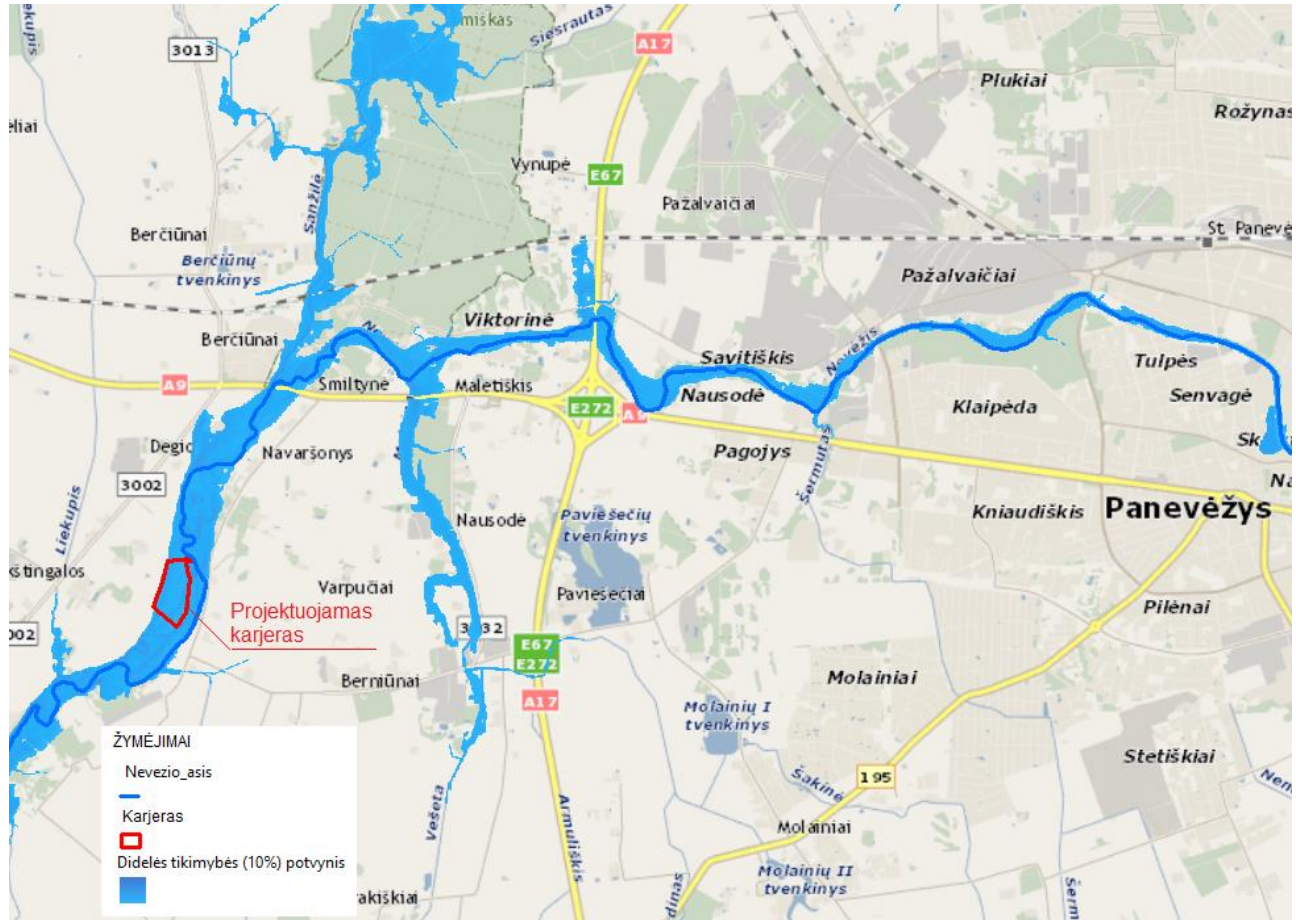 miškas
Siesrautas
A17
3013
Plukiai
Rožynas
Vynupė
E67
Pažalvaičiai
Sanžilė
Berčiūnai
Berčiūnų
tvenkinys
St. Panevė
Pažalvaičiai
Viktorinė
Nevėžis
Berčiūnai
Savitiškis
Tulpės
Smiltynė
Maletiškis
A9
Nausodė
Senvagė
E272
A9
Klaipėda
Degio
Navaršonys
Pagojys
3002
Šermutas
Liekupis
Nausodė
Paviešečių
tvenkinys
Kniaudiškis
Panevėžys
Varpučiai
Paviešečiai
Projektuojamas
karjeras
Pilėnai
E67
E272
Berniūnai
Molainiai
A17
Molainių I
tvenkinys
ŽYMĖJIMAI
Nevezio_asis
Karjeras
Didelės tikimybės (10%) potvynis
Stetiškiai
195
Šakinė
Vešeta
Armuliškis
Molainiai
Molainių II
tvenkinys